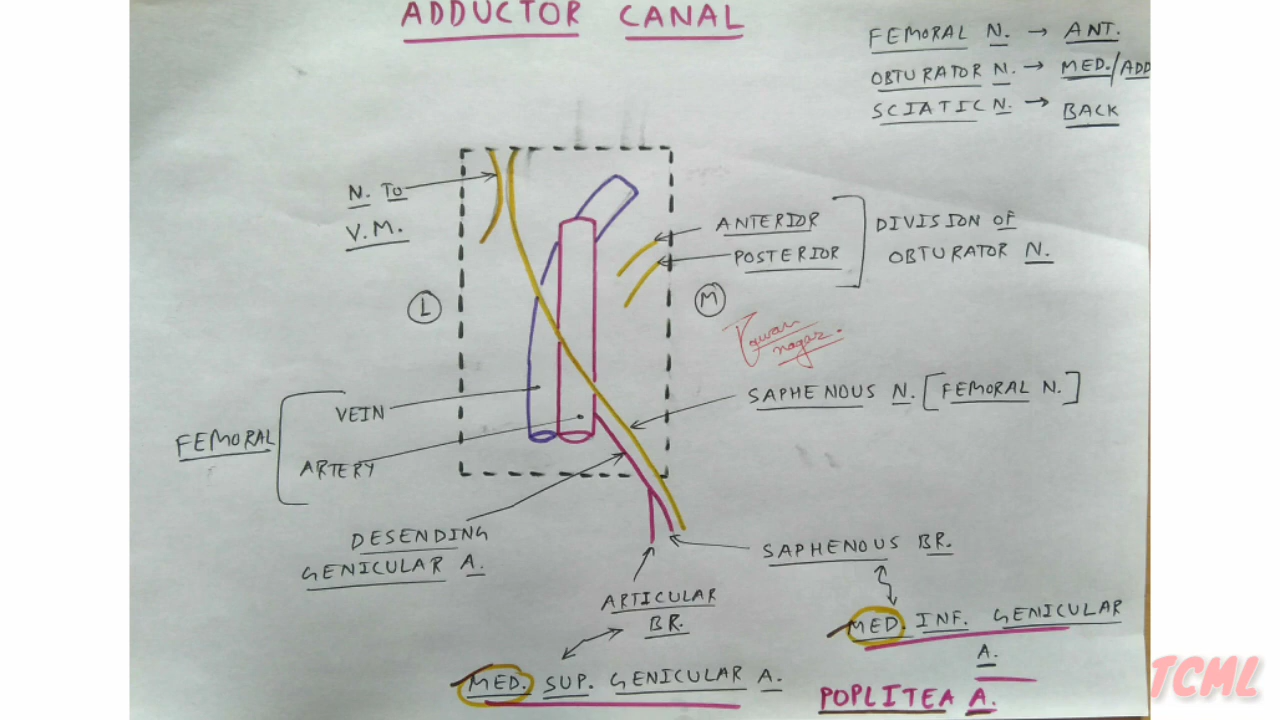 ADDUCTOR CANAL
FEMORAL N. → ANT.
OBTURATOR N. → MED./ADD
SCIATIC N. → BACK
N. TO
V.M.
ANTERIOR
POSTERIOR
DIVISION OF
OBTURATOR N.
L
M
nagar.
SAPHENOUS N. [FEMORAL N.]
FEMORAL
VEIN
ARTERY
DESENDING
GENICULAR A.
SAPHENOUS BR.
ARTICULAR
BR.
MED. INF. GENICULAR
A.
MED. SUP. GENICULAR A.
POPLITEA A.
TCML